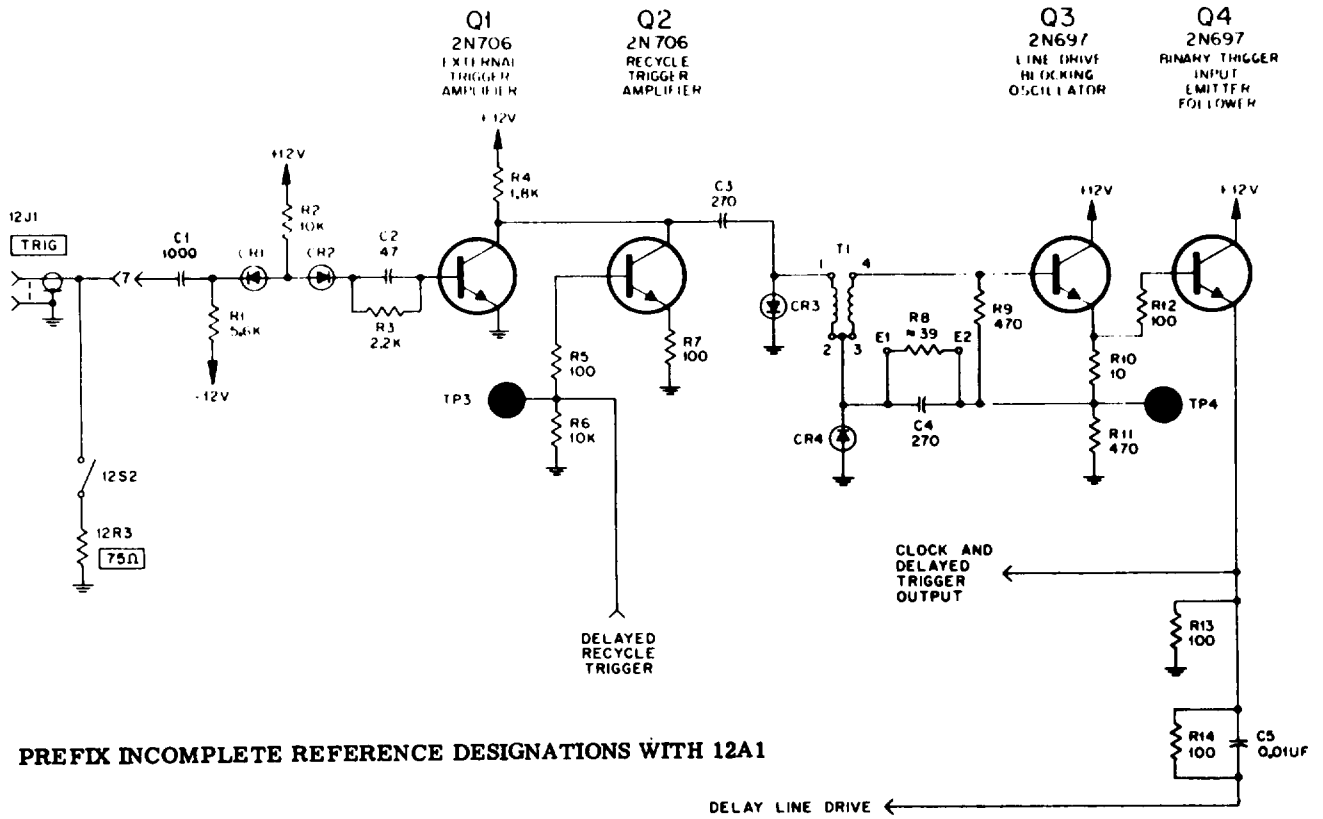 Q1
2N706
EXTERNAL
TRIGGER
AMPLIFIER
Q2
2N706
RECYCLE
TRIGGER
AMPLIFIER
Q3
2N697
LINE DRIVE
BLOCKING
OSCILLATOR
Q4
2N697
BINARY TRIGGER
INPUT
EMITTER
FOLLOWER
+12V
+12V
+12V
+12V
R4
1.8K
C3
270
12J1
TRIG
R2
10K
C1
1000
CR1
CR2
C2
47
7
R1
5.6K
R3
2.2K
-12V
T1
1
4
2
3
CR3
R9
470
R12
100
R8
≈39
E1
E2
R5
100
R7
100
R10
10
TP3
R6
10K
TP4
C4
270
CR4
R11
470
12S2
12R3
75Ω
CLOCK AND
DELAYED
TRIGGER
OUTPUT
R13
100
DELAYED
RECYCLE
TRIGGER
R14
100
C5
0.01UF
PREFIX INCOMPLETE REFERENCE DESIGNATIONS WITH 12A1
DELAY LINE DRIVE